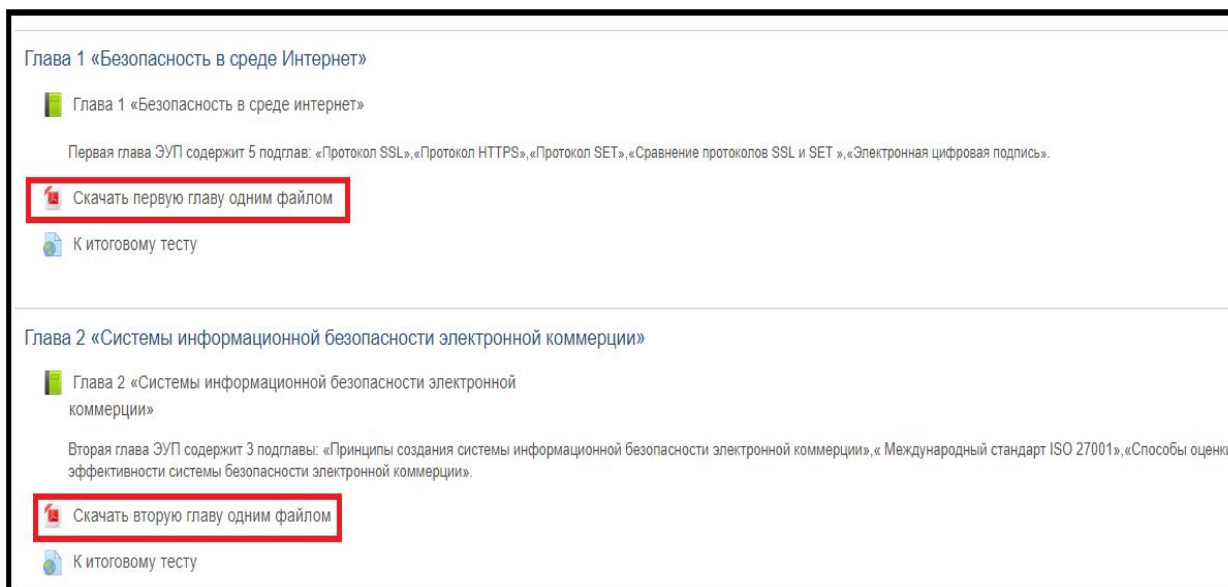 Глава 1 «Безопасность в среде Интернет»
Глава 1 «Безопасность в среде интернет»
Первая глава ЭУП содержит 5 подглав: «Протокол SSL»,«Протокол HTTPS»,«Протокол SET»,«Сравнение протоколов SSL и SET »,«Электронная цифровая подпись».
Скачать первую главу одним файлом
К итоговому тесту
Глава 2 «Системы информационной безопасности электронной коммерции»
Глава 2 «Системы информационной безопасности электронной
коммерции»
Вторая глава ЭУП содержит 3 подглавы: «Принципы создания системы информационной безопасности электронной коммерции»,« Международный стандарт ISO 27001»,«Способы оценки
эффективности системы безопасности электронной коммерции».
Скачать вторую главу одним файлом
К итоговому тесту